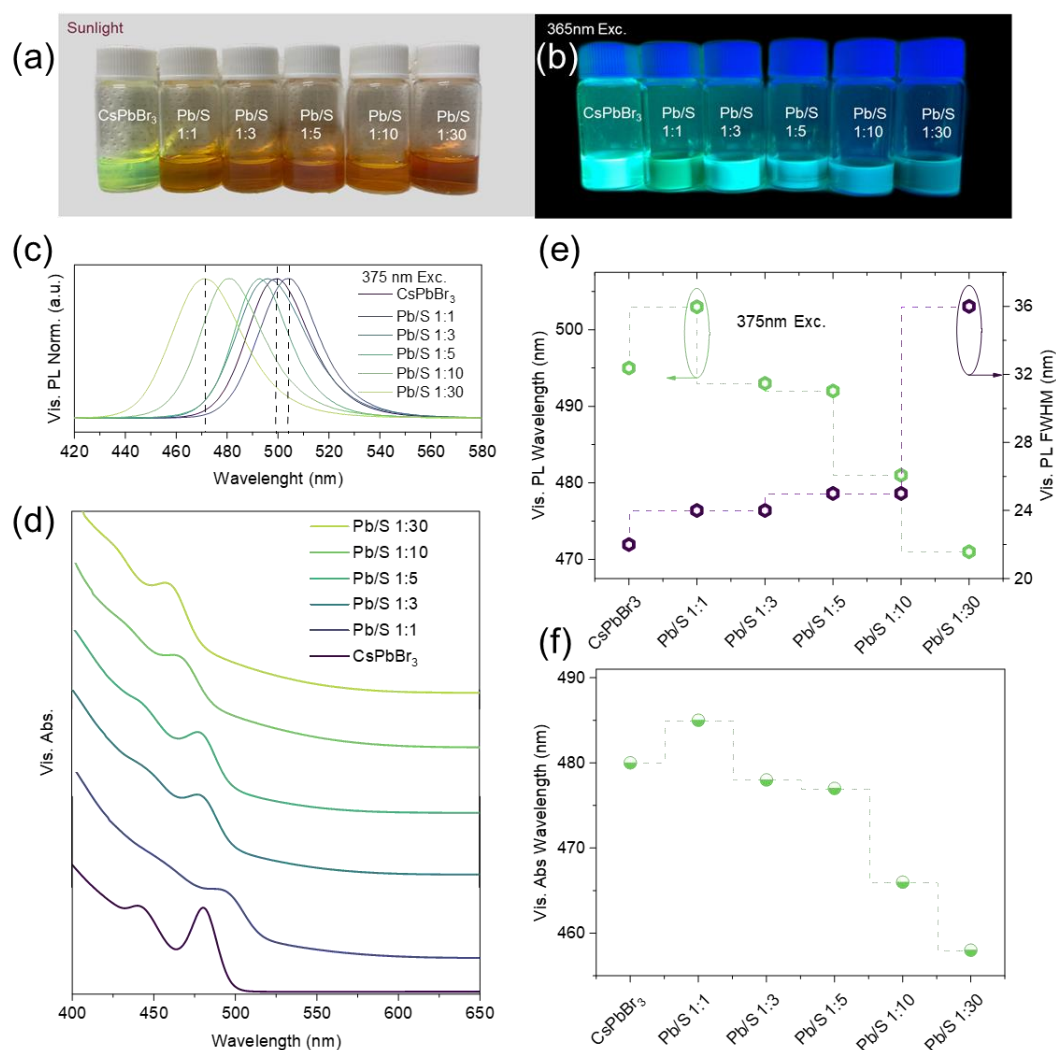 Sunlight
(a)
CsPbBr₃
Pb/S
1:1
Pb/S
1:3
Pb/S
1:5
Pb/S
1:10
Pb/S
1:30
365nm Exc.
(b)
CsPbBr₃
Pb/S
1:1
Pb/S
1:3
Pb/S
1:5
Pb/S
1:10
Pb/S
1:30
(c)
Vis. PL Norm. (a.u.)
375 nm Exc.
CsPbBr₃
Pb/S 1:1
Pb/S 1:3
Pb/S 1:5
Pb/S 1:10
Pb/S 1:30
420 440 460 480 500 520 540 560 580
Wavelenght (nm)
(d)
Vis. Abs.
Pb/S 1:30
Pb/S 1:10
Pb/S 1:5
Pb/S 1:3
Pb/S 1:1
CsPbBr₃
400 450 500 550 600 650
Wavelength (nm)
(e)
Vis. PL Wavelength (nm)
500
490
480
470
375nm Exc.
36
32
28
24
20
Vis. PL FWHM (nm)
CsPbBr3
Pb/S 1:1
Pb/S 1:3
Pb/S 1:5
Pb/S 1:10
Pb/S 1:30
(f)
Vis. Abs Wavelength (nm)
490
480
470
460
CsPbBr₃
Pb/S 1:1
Pb/S 1:3
Pb/S 1:5
Pb/S 1:10
Pb/S 1:30